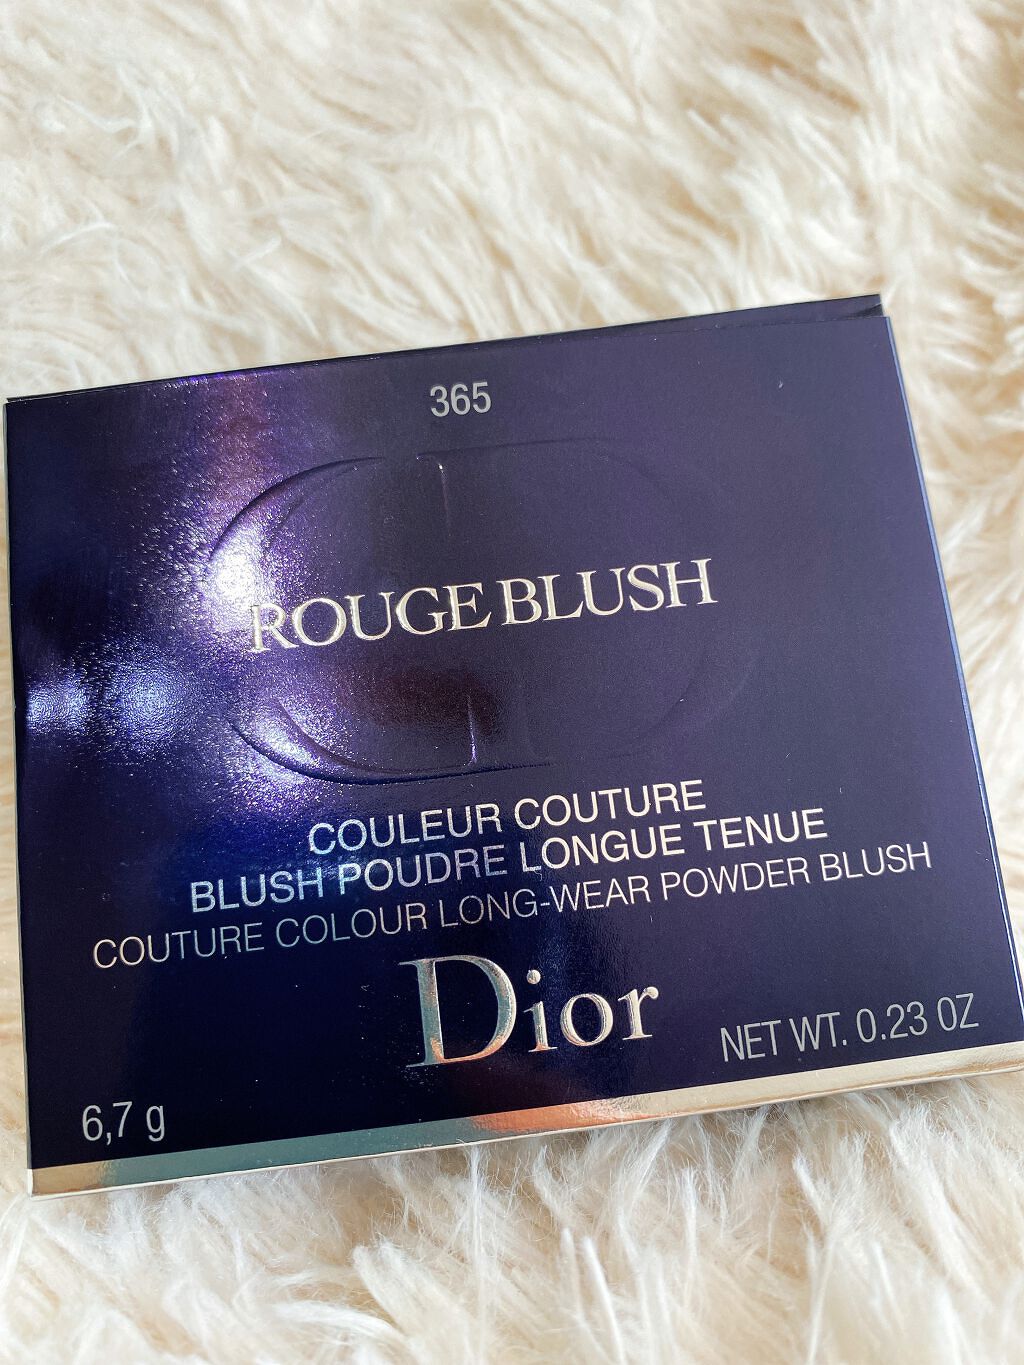 365
ROUGE BLUSH
COULEUR COUTURE
BLUSH POUDRE LONGUE TENUE
COUTURE COLOUR LONG-WEAR POWDER BLUSH
Dior
NET WT. 0.23 OZ
6,7 g